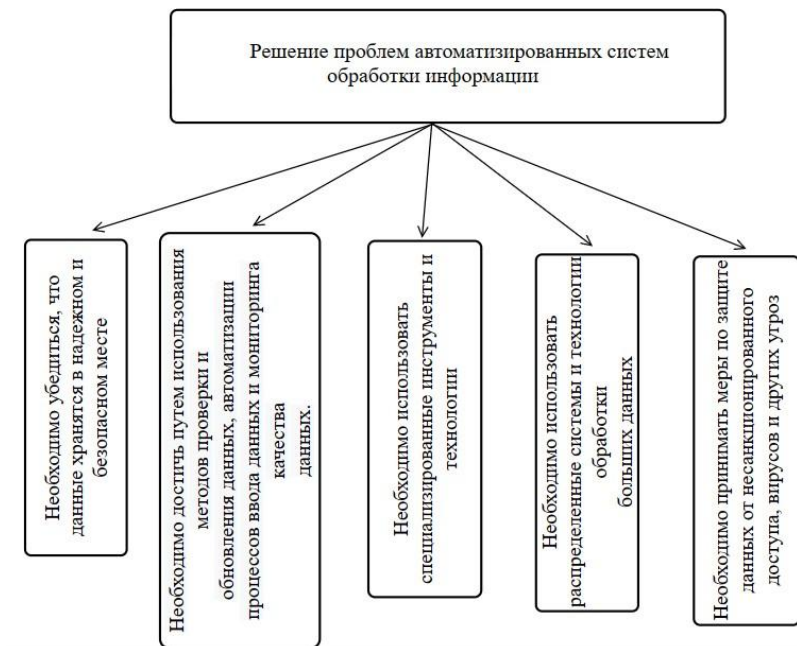 Решение проблем автоматизированных систем
обработки информации
Необходимо убедиться, что
данные хранятся в надежном и
безопасном месте
Необходимо достичь путем использования
методов проверки и
обновления данных, автоматизации
процессов ввода данных и мониторинга
качества
данных.
Необходимо использовать
специализированные инструменты и
технологии
Необходимо использовать
распределенные системы и технологии
обработки
больших данных
Необходимо принимать меры по защите
данных от несанкционированного
доступа, вирусов и других угроз